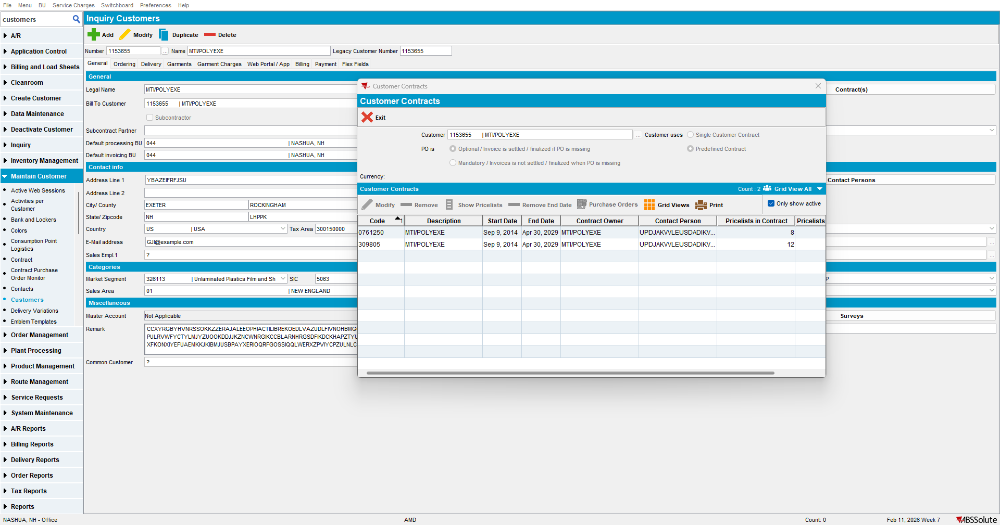 File Menu BU Service Charges Switchboard Preferences Help
customers
A/R
Application Control
Billing and Load Sheets
Cleanroom
Create Customer
Data Maintenance
Deactivate Customer
Inquiry
Inventory Management
Maintain Customer
Active Web Sessions
Activities per
Customer
Bank and Lockers
Colors
Consumption Point
Logistics
Contract
Contract Purchase
Order Monitor
Contacts
Customers
Delivery Variations
Emblem Templates
Order Management
Plant Processing
Product Management
Route Management
Service Requests
System Maintenance
A/R Reports
Billing Reports
Delivery Reports
Order Reports
Tax Reports
Reports
Inquiry Customers
Add Modify Duplicate Delete
Number 1153655 ... Name MTI/POLYEXE Legacy Customer Number 1153655
General Ordering Delivery Garments Garment Charges Web Portal / App Billing Payment Flex Fields
General
Legal Name MTI/POLYEXE
Contract(s)
Bill To Customer 1153655 | MTI/POLYEXE
Subcontractor
Subcontract Partner
Default processing BU 044 | NASHUA, NH
Default invoicing BU 044 | NASHUA, NH
Contact info
Address Line 1 YBAZEIFRFJSU
Contact Persons
Address Line 2
City/ County EXETER ROCKINGHAM
State/ Zipcode NH LHPPK
Country US | USA Tax Area 300150000
E-Mail address GJI@example.com ...
Sales Empl.1 ? ...
Categories
Market Segment 326113 | Unlaminated Plastics Film and Sh SIC 5063 P
Sales Area 01 | NEW ENGLAND
Miscellaneous
Master Account Not Applicable
Surveys
Remark CCXYRGBYHVNRSSOKKZZERAJALEEOPHIACTILIBREKOEDLVAZUDLFIVNOHBMG
PULRVWFYCTYLMJYZUOOKDDJJKZNCWNRGIKCCBLARNHRGSDFIKDCKHAPZTYU
XFKONXIYEFUAEMKKJKIBMJUSBPAYXERIOQRFGOSSIQQLWERXZPVIYCPZULNLC
Common Customer ?
Customer Contracts
Customer Contracts
Exit
Customer 1153655 | MTI/POLYEXE ... Customer uses Single Customer Contract
PO is Optional / Invoice is settled / finalized if PO is missing Predefined Contract
Mandatory / Invoices is not settled / finalized when PO is missing
Currency:
Customer Contracts Count : 2 Grid View All
Modify Remove Show Pricelists Remove End Date Purchase Orders Grid Views Print Only show active
Code 1 Description Start Date End Date Contract Owner Contact Person Pricelists in Contract Pricelists
0761250 MTI/POLYEXE Sep 9, 2014 Apr 30, 2029 MTI/POLYEXE UPDJAKVVLEUSDADIKV... 8
309805 MTI/POLYEXE Sep 9, 2014 Apr 30, 2029 MTI/POLYEXE UPDJAKVVLEUSDADIKV... 12
NASHUA, NH - Office AMD Count: 0 Feb 11, 2026 Week 7 ABSSolute